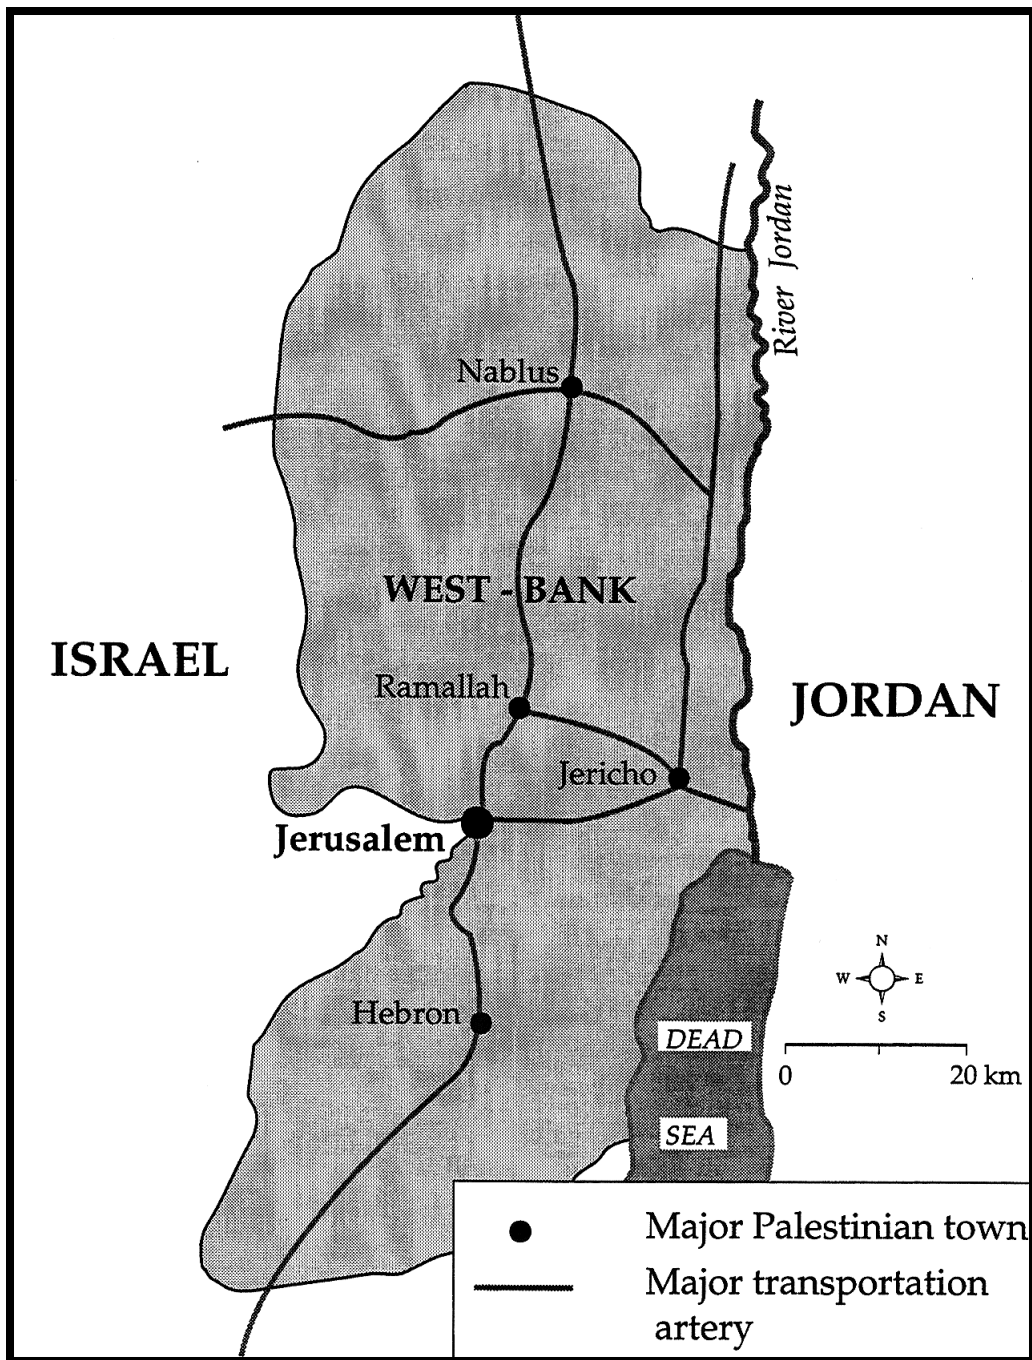 River Jordan
Nablus
WEST - BANK
ISRAEL
Ramallah
JORDAN
Jericho
Jerusalem
N
W E
S
Hebron
DEAD
0 20 km
SEA
Major Palestinian town
Major transportation
artery